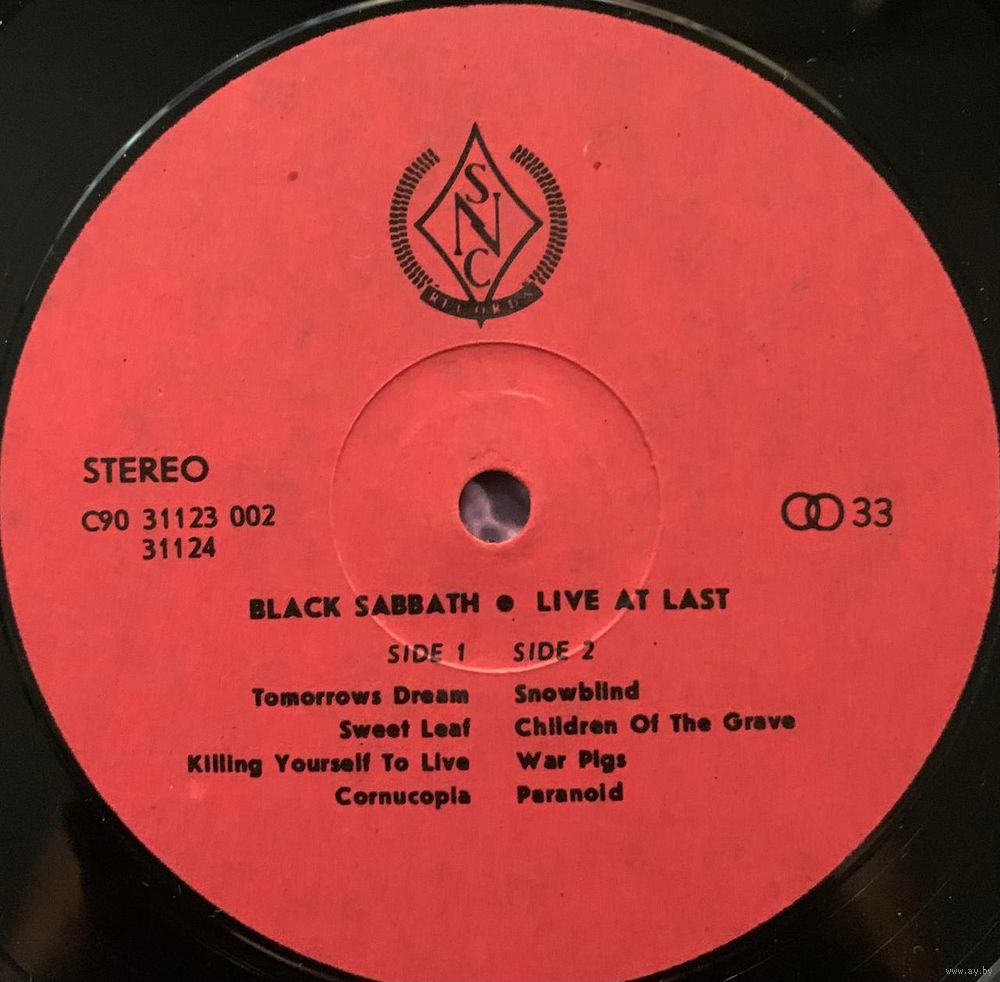 S
N
C
RECORDS
STEREO
C90 31123 002
31124
33
BLACK SABBATH ● LIVE AT LAST
SIDE 1 SIDE 2
Tomorrows Dream Snowblind
Sweet Leaf Children Of The Grave
Killing Yourself To Live War Pigs
Cornucopia Paranoid
www.ay.by